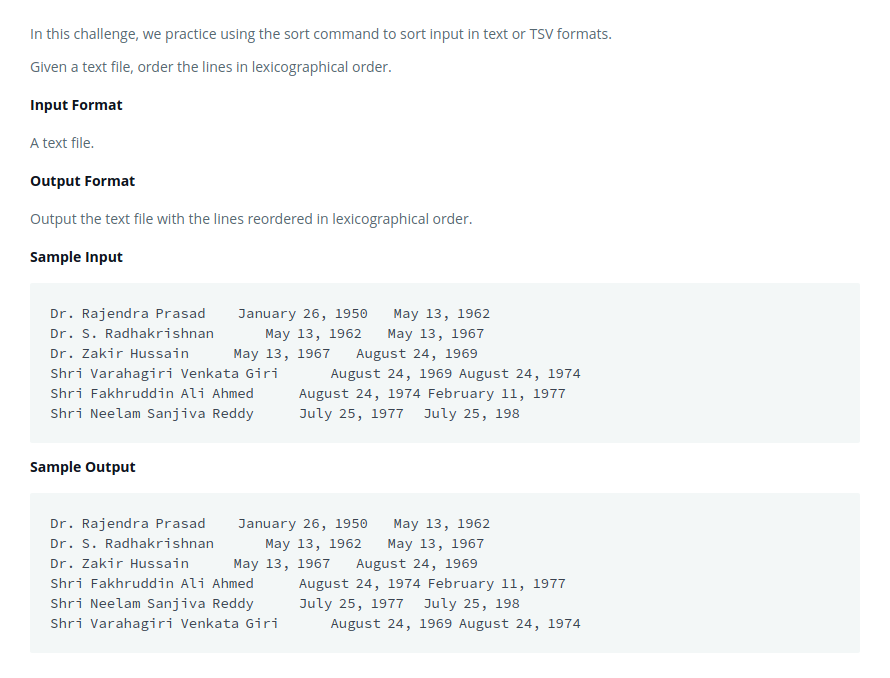 In this challenge, we practice using the sort command to sort input in text or TSV formats.
Given a text file, order the lines in lexicographical order.
Input Format
A text file.
Output Format
Output the text file with the lines reordered in lexicographical order.
Sample Input
Dr. Rajendra Prasad    January 26, 1950   May 13, 1962
Dr. S. Radhakrishnan      May 13, 1962   May 13, 1967
Dr. Zakir Hussain     May 13, 1967   August 24, 1969
Shri Varahagiri Venkata Giri      August 24, 1969 August 24, 1974
Shri Fakhruddin Ali Ahmed     August 24, 1974 February 11, 1977
Shri Neelam Sanjiva Reddy     July 25, 1977  July 25, 198
Sample Output
Dr. Rajendra Prasad    January 26, 1950   May 13, 1962
Dr. S. Radhakrishnan      May 13, 1962   May 13, 1967
Dr. Zakir Hussain     May 13, 1967   August 24, 1969
Shri Fakhruddin Ali Ahmed     August 24, 1974 February 11, 1977
Shri Neelam Sanjiva Reddy     July 25, 1977  July 25, 198
Shri Varahagiri Venkata Giri      August 24, 1969 August 24, 1974